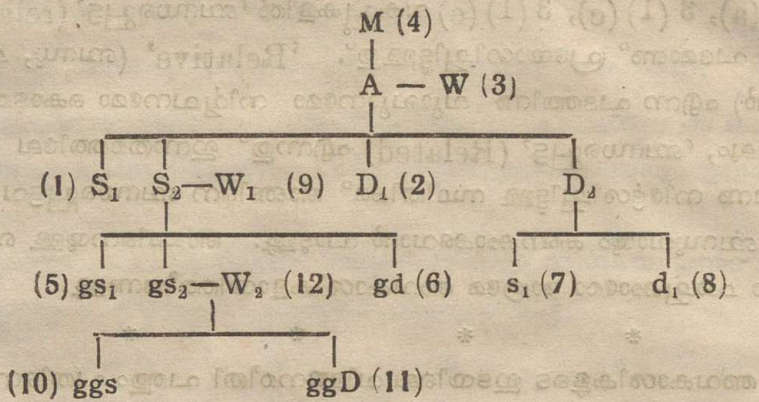 M (4)
A — W (3)
(1) S₁ S₂—W₁ (9) D₁ (2) D₂
(5) gs₁ gs₂—W₂ (12) gd (6) s₁ (7) d₁ (8)
(10) ggs ggD (11)